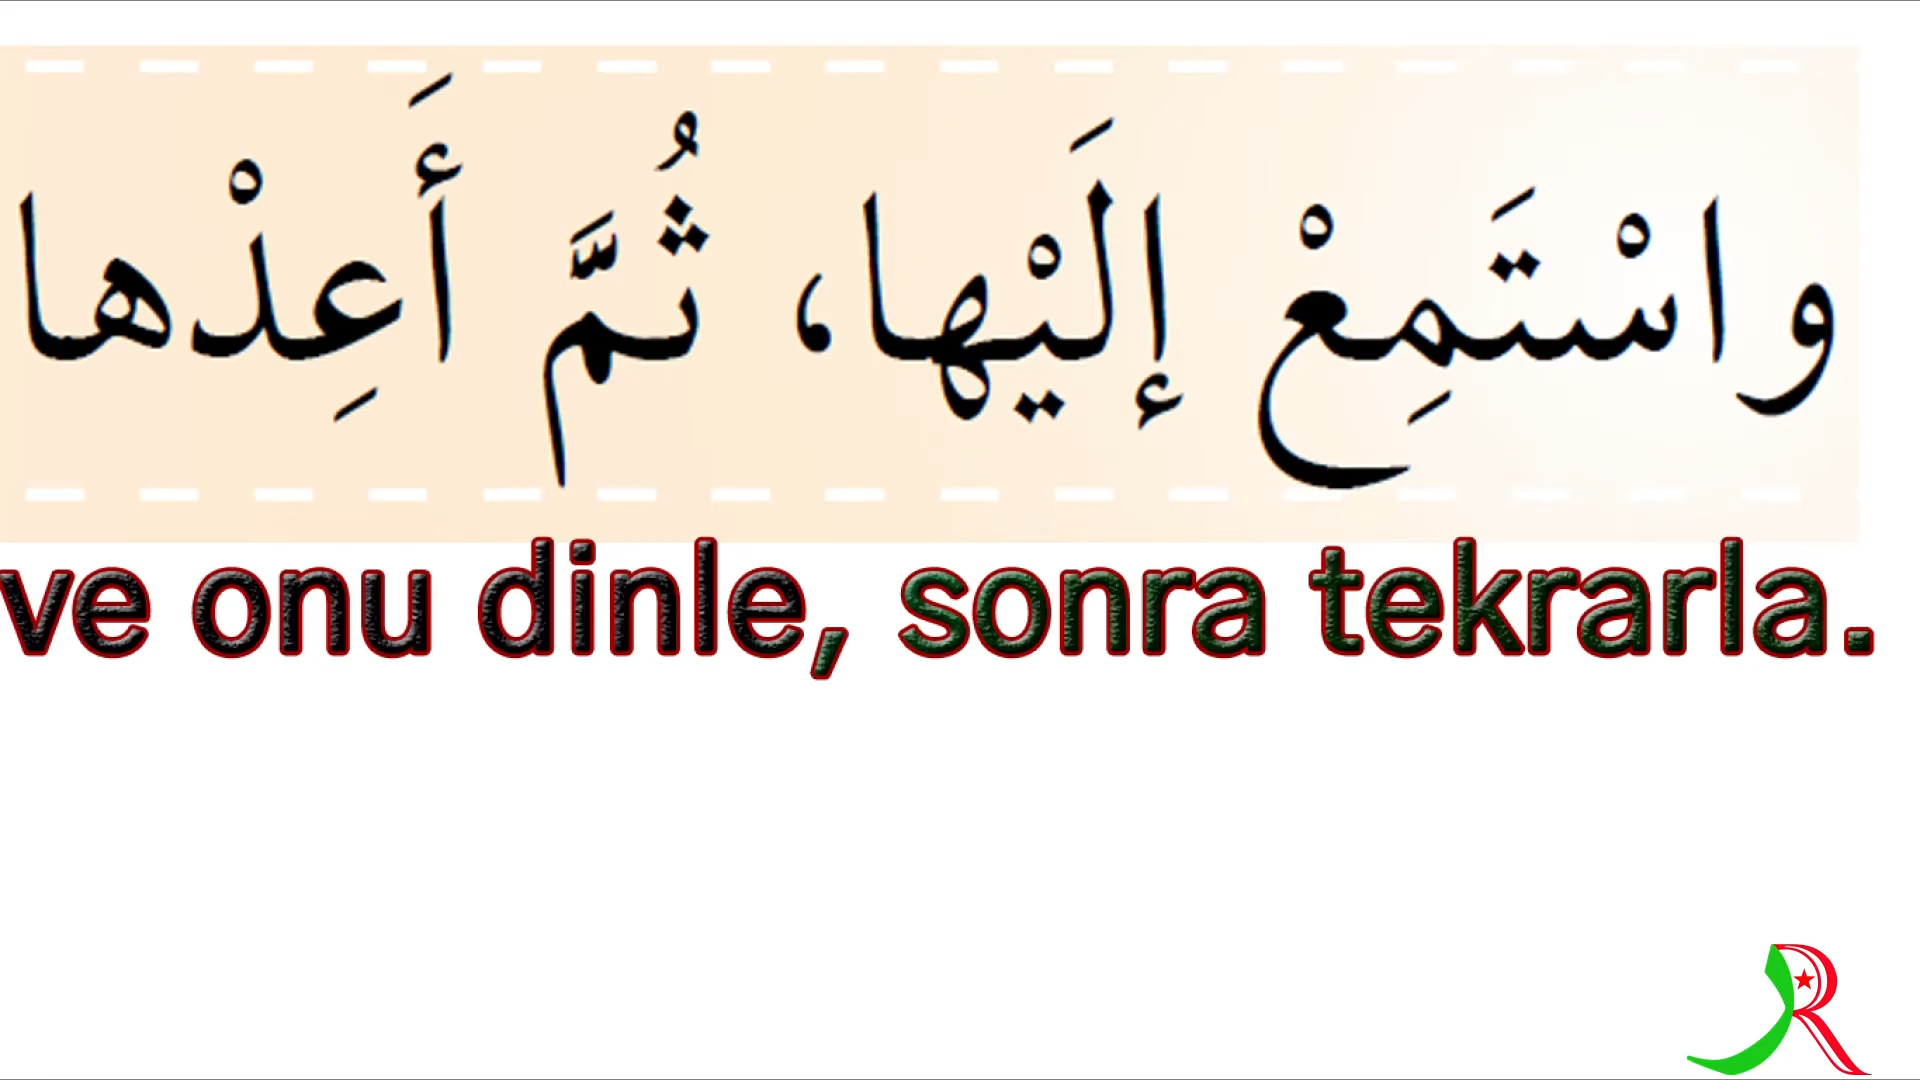 واسْتَمِعْ إلَيْها، ثُمَّ أَعِدْها
ve onu dinle, sonra tekrarla.